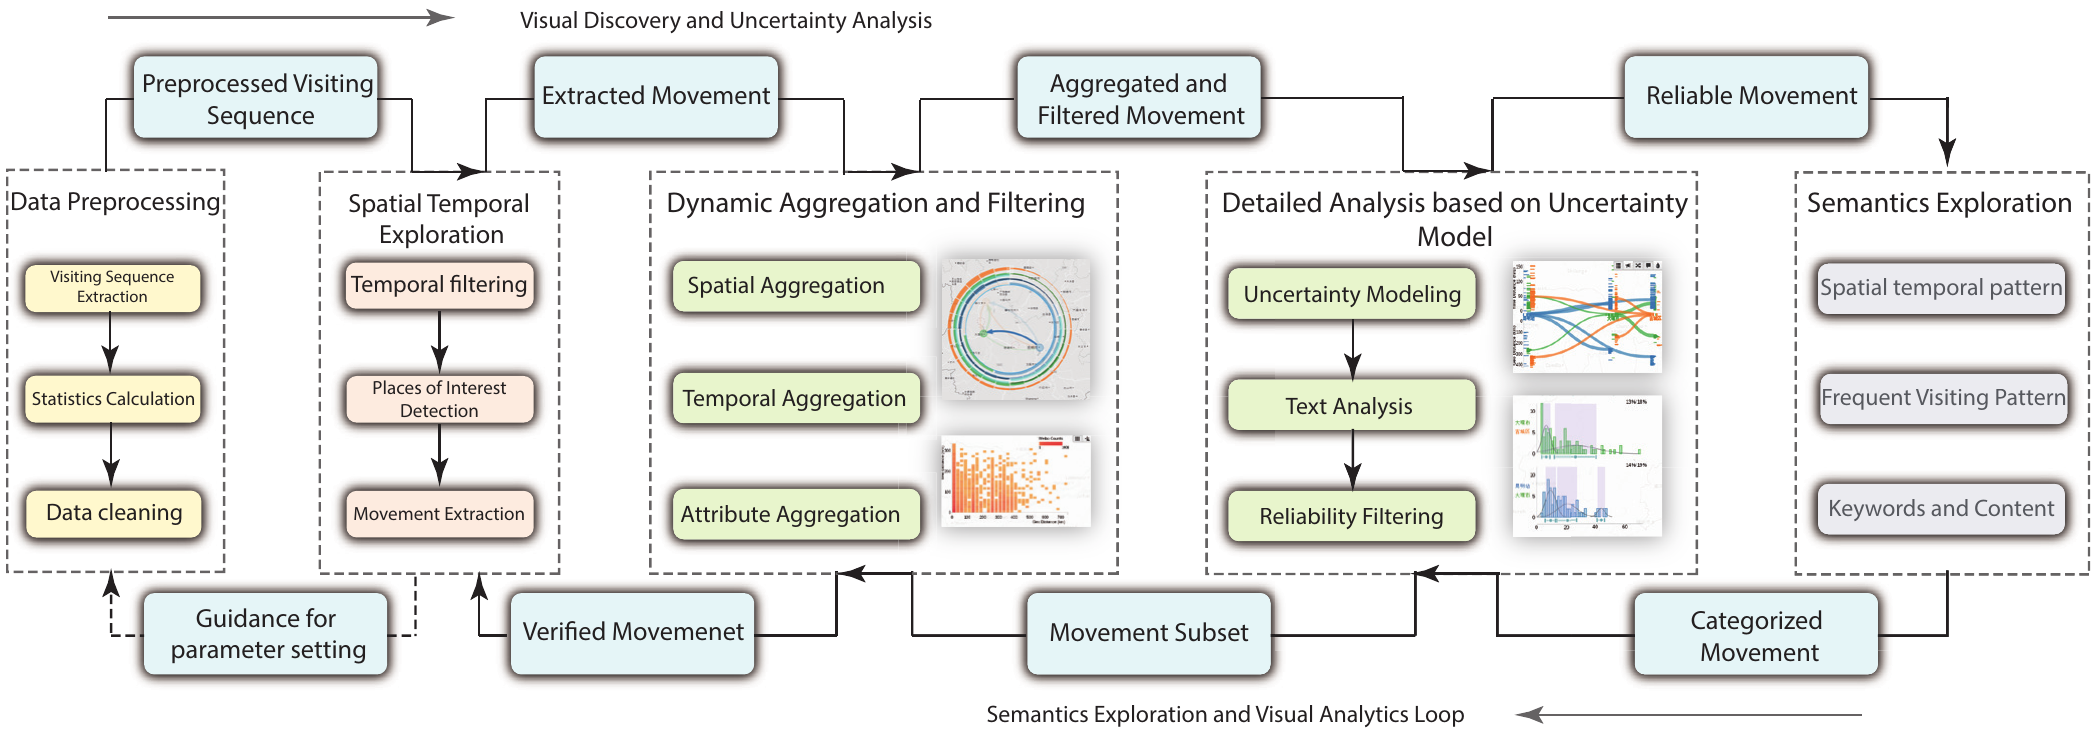 Visual Discovery and Uncertainty Analysis
Preprocessed Visiting
Sequence
Extracted Movement
Aggregated and
Filtered Movement
Reliable Movement
Data Preprocessing
Visiting Sequence
Extraction
Statistics Calculation
Data cleaning
Spatial Temporal
Exploration
Temporal filtering
Places of Interest
Detection
Movement Extraction
Dynamic Aggregation and Filtering
Spatial Aggregation
Temporal Aggregation
Attribute Aggregation
Detailed Analysis based on Uncertainty
Model
Uncertainty Modeling
Text Analysis
Reliability Filtering
Semantics Exploration
Spatial temporal pattern
Frequent Visiting Pattern
Keywords and Content
Guidance for
parameter setting
Verified Movemenet
Movement Subset
Categorized
Movement
Semantics Exploration and Visual Analytics Loop